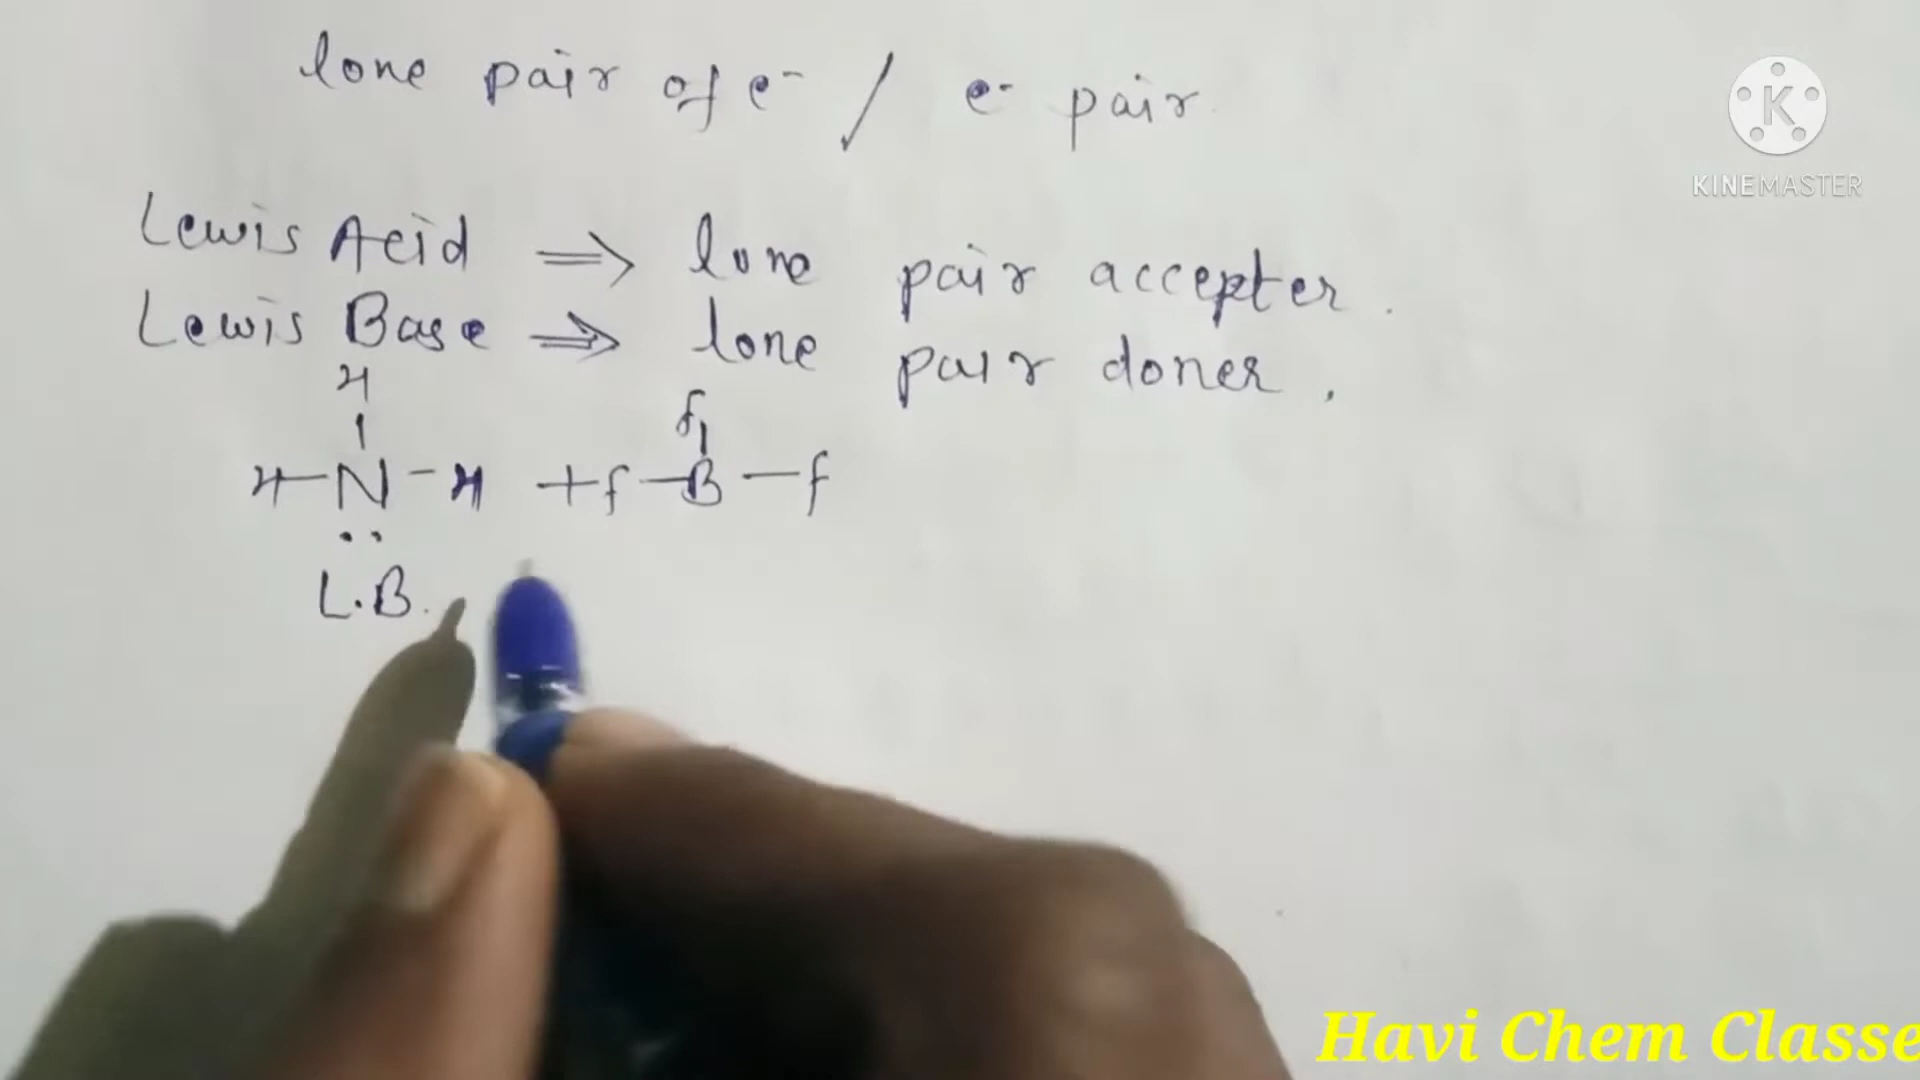 lone pair of e⁻ / e⁻ pair
K
KINEMASTER
Lewis Acid ⇒ lone pair accepter.
Lewis Base ⇒ lone pair doner.
H f
H-N-H +f-B-f
L.B.
Havi Chem Classe